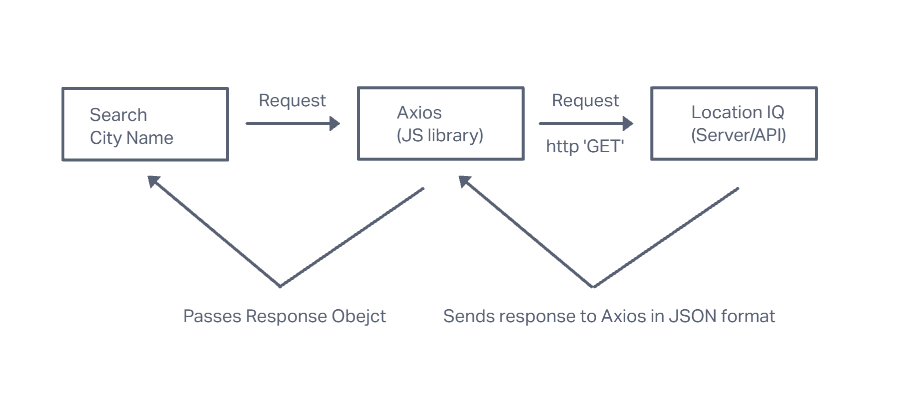 Search
City Name
Request
Axios
(JS library)
Request
http 'GET'
Location IQ
(Server/API)
Passes Response Obejct
Sends response to Axios in JSON format